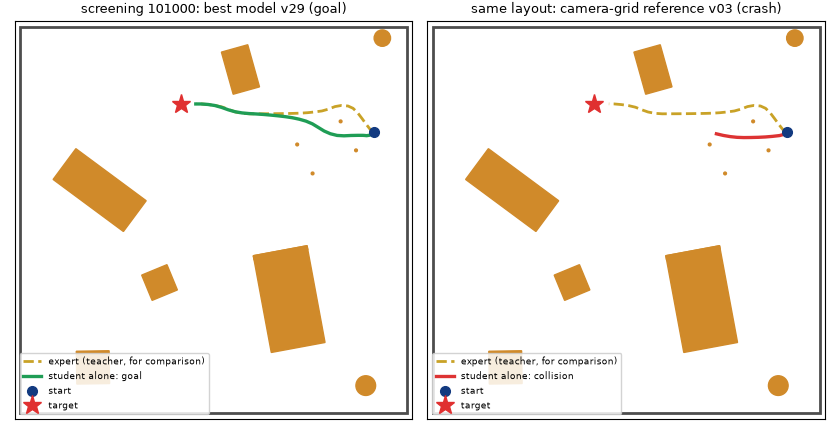 screening 101000: best model v29 (goal)
expert (teacher, for comparison)
student alone: goal
start
target
same layout: camera-grid reference v03 (crash)
expert (teacher, for comparison)
student alone: collision
start
target